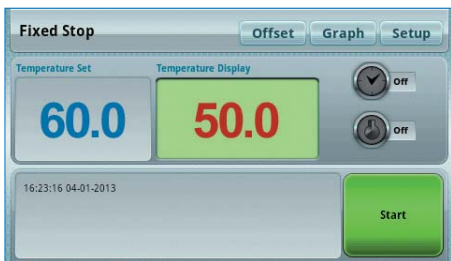 Fixed Stop Offset Graph Setup
Temperature Set Temperature Display
Off
60.0 50.0
Off
16:23:16 04-01-2013
Start